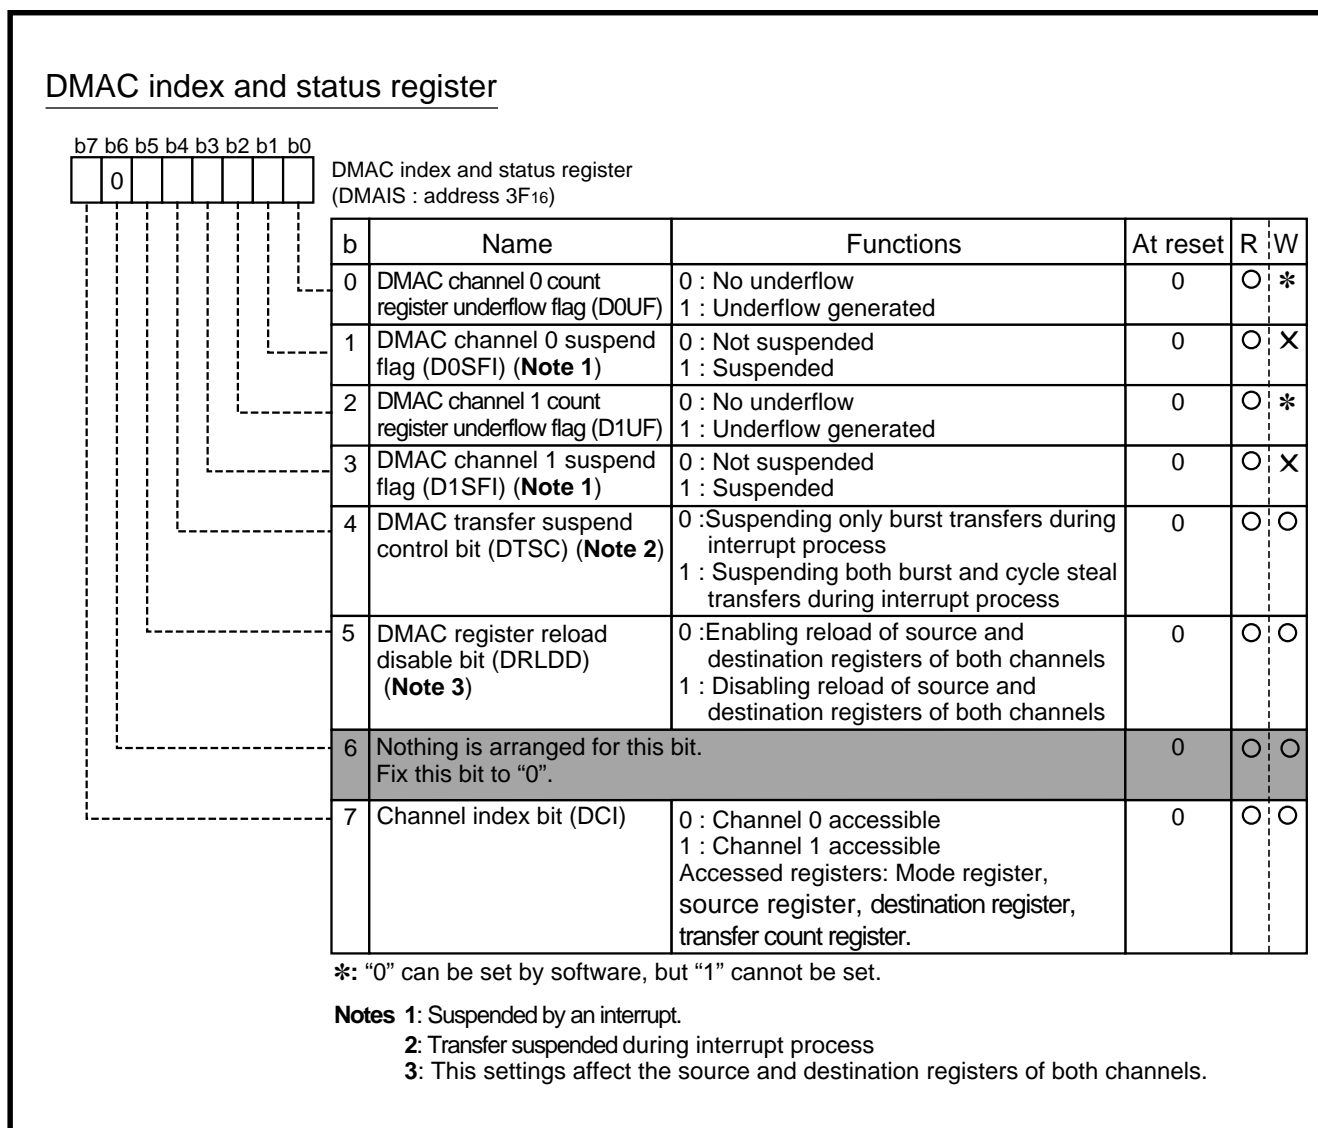 DMAC index and status register
b7 b6 b5 b4 b3 b2 b1 b0
0
DMAC index and status register
(DMAIS : address 3F16)
b Name Functions At reset R W
0 DMAC channel 0 count 0 : No underflow 0 ○ ✻
register underflow flag (D0UF) 1 : Underflow generated
1 DMAC channel 0 suspend 0 : Not suspended 0 ○ ×
flag (D0SFI) (Note 1) 1 : Suspended
2 DMAC channel 1 count 0 : No underflow 0 ○ ✻
register underflow flag (D1UF) 1 : Underflow generated
3 DMAC channel 1 suspend 0 : Not suspended 0 ○ ×
flag (D1SFI) (Note 1) 1 : Suspended
4 DMAC transfer suspend 0 :Suspending only burst transfers during 0 ○ ○
control bit (DTSC) (Note 2) interrupt process
1 : Suspending both burst and cycle steal
transfers during interrupt process
5 DMAC register reload 0 :Enabling reload of source and 0 ○ ○
disable bit (DRLDD) destination registers of both channels
(Note 3) 1 : Disabling reload of source and
destination registers of both channels
6 Nothing is arranged for this bit. 0 ○ ○
Fix this bit to “0”.
7 Channel index bit (DCI) 0 : Channel 0 accessible 0 ○ ○
1 : Channel 1 accessible
Accessed registers: Mode register,
source register, destination register,
transfer count register.
✻: “0” can be set by software, but “1” cannot be set.
Notes 1: Suspended by an interrupt.
2: Transfer suspended during interrupt process
3: This settings affect the source and destination registers of both channels.